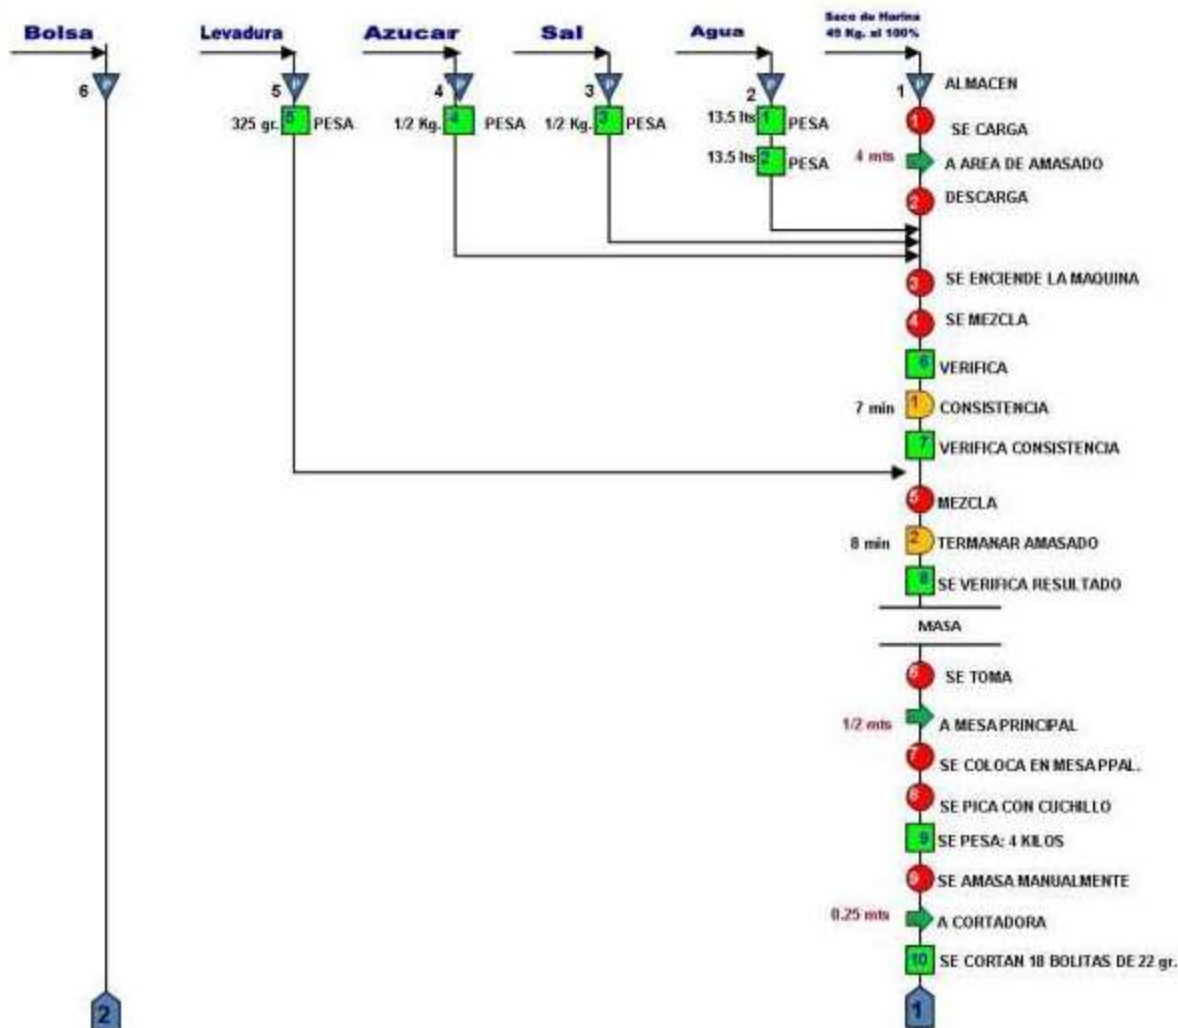 Bolsa
Levadura
Azucar
Sal
Agua
Saco de Harina
45 Kg. al 100%
6
P
5
P
4
P
3
P
2
P
1
P
ALMACEN
325 gr.
5
PESA
1/2 Kg.
4
PESA
1/2 Kg.
3
PESA
13.5 lts
1
PESA
1
SE CARGA
13.5 lts
2
PESA
4 mts
A AREA DE AMASADO
2
DESCARGA
3
SE ENCIENDE LA MAQUINA
4
SE MEZCLA
6
VERIFICA
7 min
1
CONSISTENCIA
7
VERIFICA CONSISTENCIA
5
MEZCLA
8 min
2
TERMANAR AMASADO
8
SE VERIFICA RESULTADO
MASA
6
SE TOMA
1/2 mts
A MESA PRINCIPAL
7
SE COLOCA EN MESA PPAL.
8
SE PICA CON CUCHILLO
9
SE PESA: 4 KILOS
9
SE AMASA MANUALMENTE
0.25 mts
A CORTADORA
10
SE CORTAN 18 BOLITAS DE 22 gr.
2
1